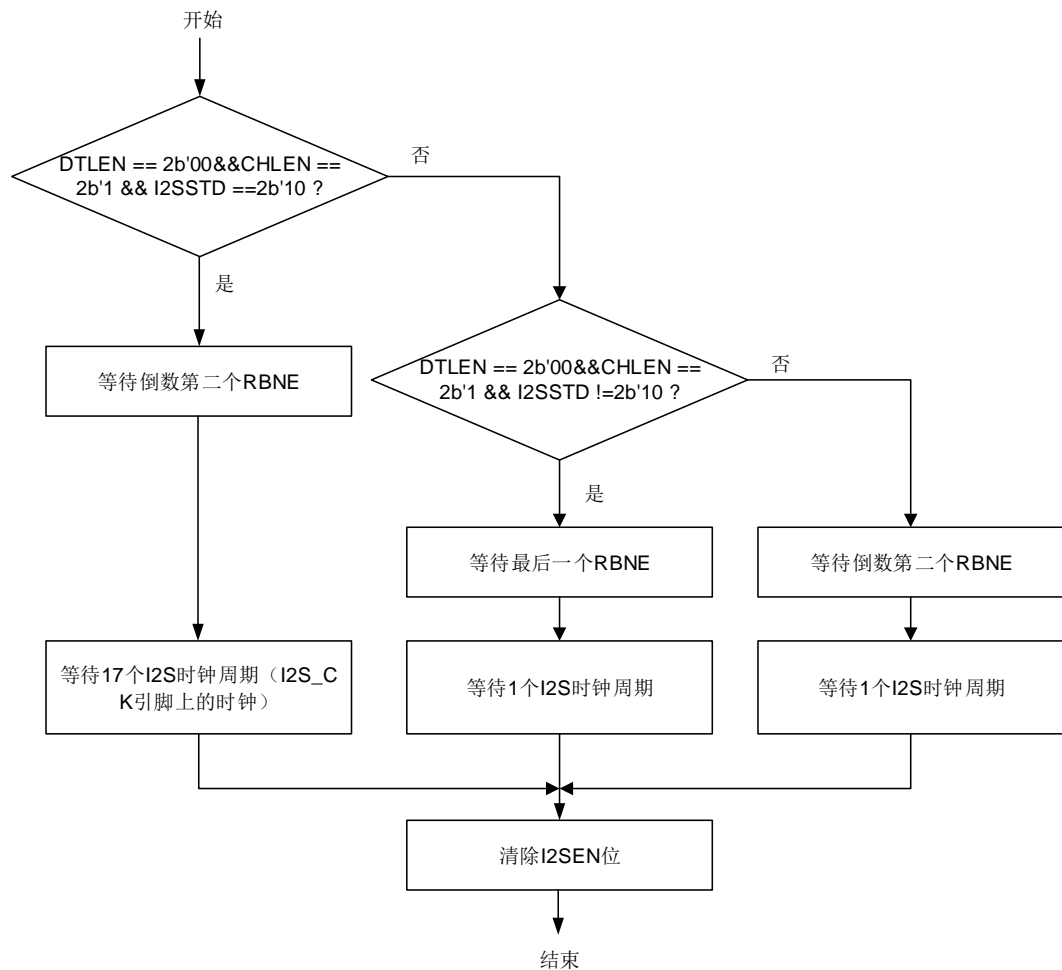 开始
DTLEN == 2b'00&&CHLEN ==
2b'1 && I2SSTD ==2b'10 ?
否
是
等待倒数第二个RBNE
DTLEN == 2b'00&&CHLEN ==
2b'1 && I2SSTD !=2b'10 ?
否
是
等待最后一个RBNE
等待倒数第二个RBNE
等待17个I2S时钟周期（I2S_C
K引脚上的时钟）
等待1个I2S时钟周期
等待1个I2S时钟周期
清除I2SEN位
结束